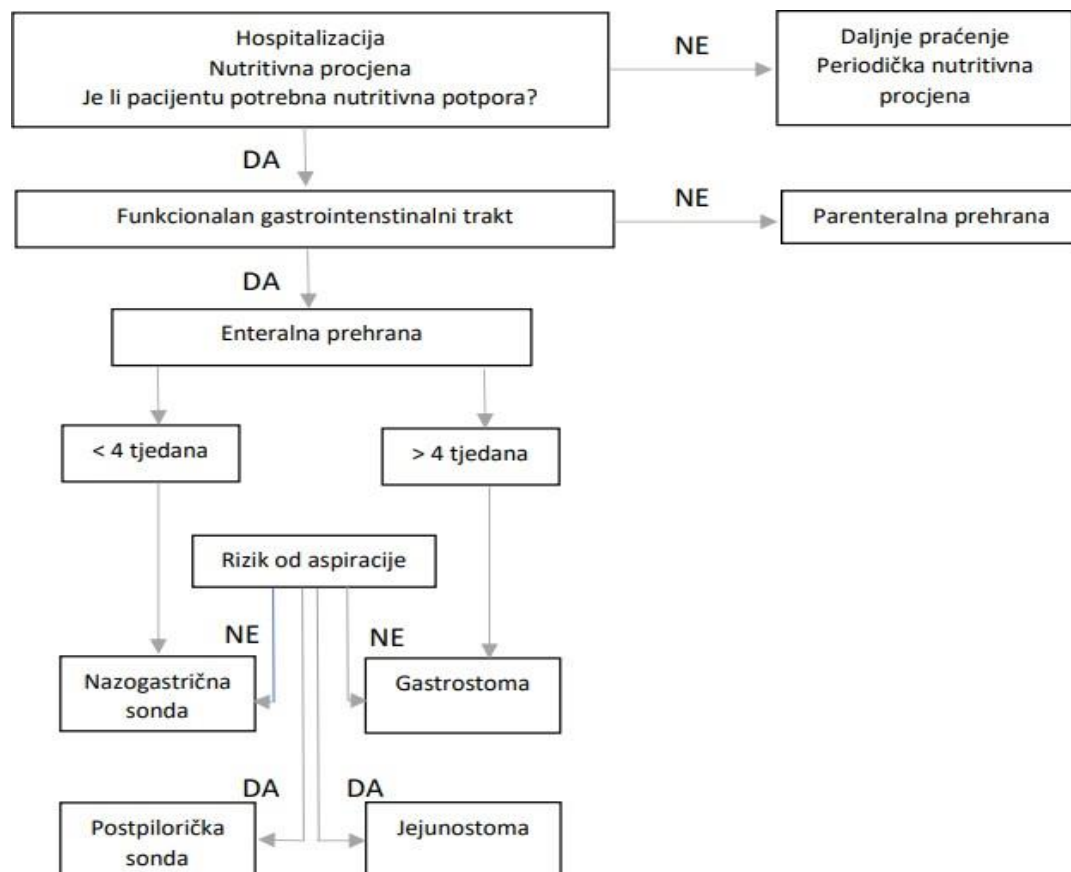 Hospitalizacija
Nutritivna procjena
Je li pacijentu potrebna nutritivna potpora?
NE
Daljnje praćenje
Periodička nutritivna
procjena
DA
Funkcionalan gastrointenstinalni trakt
NE
Parenteralna prehrana
DA
Enteralna prehrana
< 4 tjedana
> 4 tjedana
Rizik od aspiracije
NE
NE
Nazogastrična
sonda
Gastrostoma
DA
DA
Postpilorička
sonda
Jejunostoma